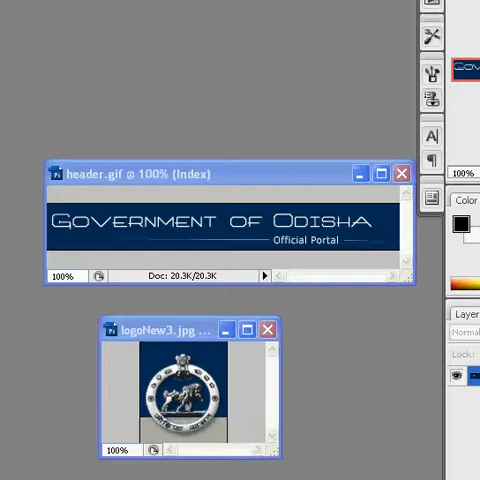 header.gif @ 100% (Index)
GOVERNMENT OF ODISHA
Official Portal
100%
Doc: 20.3K/20.3K
logoNew3.jpg ...
100%
100%
Color
Layer
Normal
Lock:
A
¶